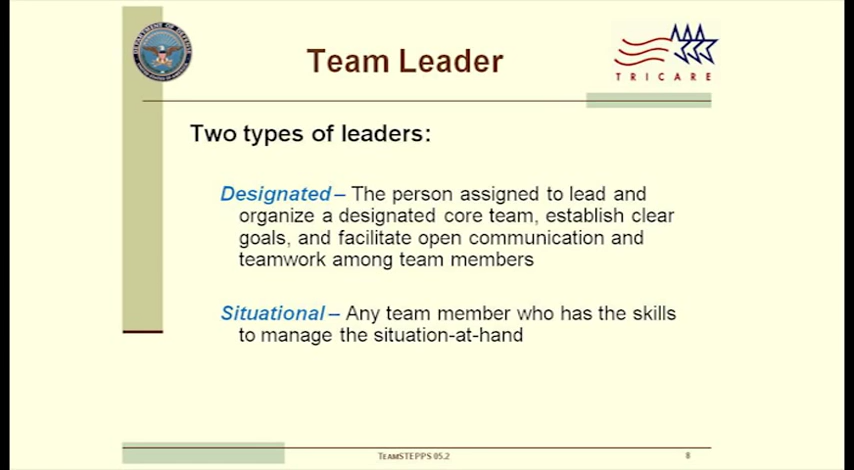 Team Leader
TRICARE
Two types of leaders:
Designated – The person assigned to lead and
organize a designated core team, establish clear
goals, and facilitate open communication and
teamwork among team members
Situational – Any team member who has the skills
to manage the situation-at-hand
TEAMSTEPPS 05.2
8